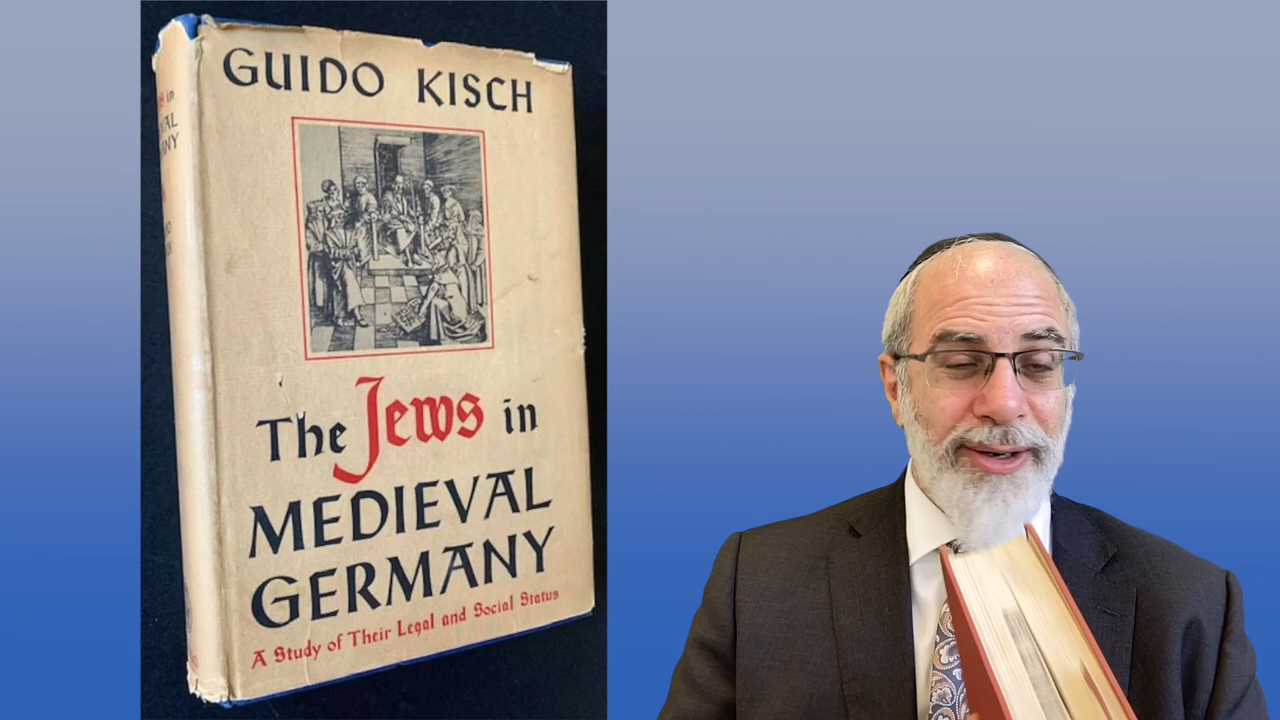 GUIDO KISCH
The Jews in
MEDIEVAL
GERMANY
A Study of Their Legal and Social Status